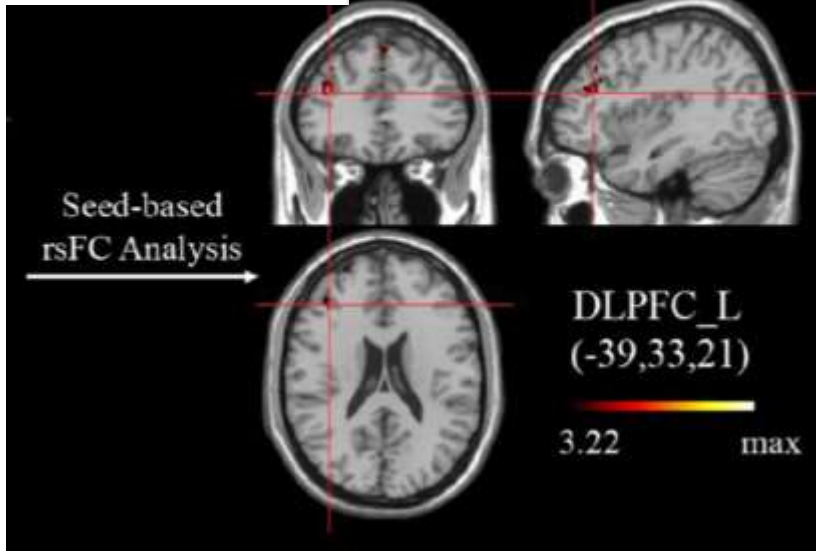 Seed-based
rsFC Analysis
DLPFC_L
(-39,33,21)
3.22 max